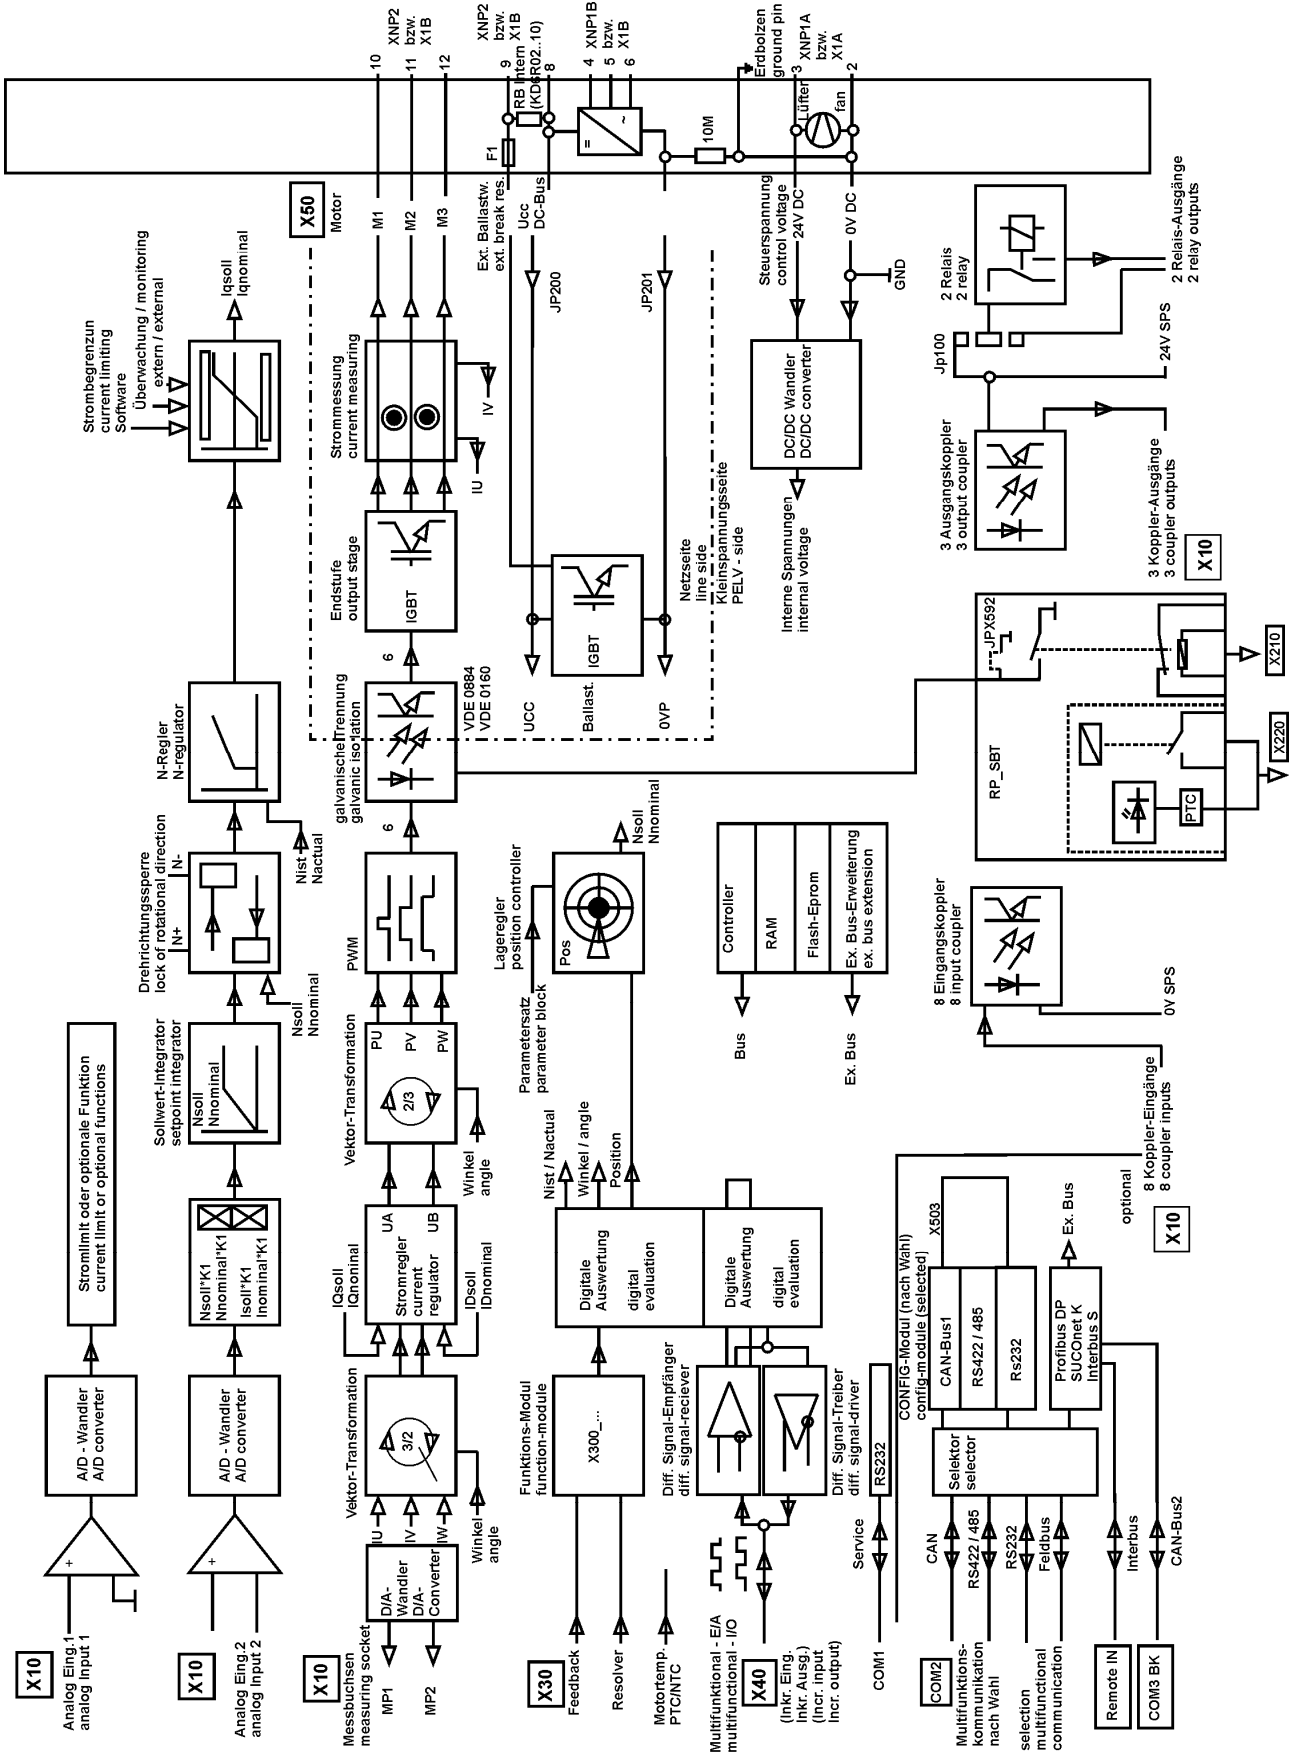 X10
Analog Eing.1
analog Input 1
+
A/D - Wandler
A/D converter
Stromlimit oder optionale Funktion
current limit or optional functions
X10
Analog Eing.2
analog Input 2
+
A/D - Wandler
A/D converter
Nsoll*K1
Nnominal*K1
Isoll*K1
Inominal*K1
Sollwert-Integrator
setpoint integrator
Nsoll
Nnominal
Nsoll
Nnominal
Drehrichtungssperre
lock of rotational direction
N+
N-
Nist
Nactual
N-Regler
N-regulator
Strombegrenzun
current limiting
Software
Überwachung / monitoring
extern / external
Iqsoll
Iqnominal
X10
Messbuchsen
measuring socket
MP1
MP2
D/A-
Wandler
D/A-
Converter
IU
IV
IW
Vektor-Transformation
3/2
Winkel
angle
IQsoll
IQnoninal
Stromregler
current
regulator
UA
UB
IDsoll
IDnominal
Vektor-Transformation
2/3
PU
PV
PW
Winkel
angle
PWM
6
galvanische Trennung
galvanic isolation
VDE 0884
VDE 0160
6
Endstufe
output stage
IGBT
Strommessung
current measuring
IU
IV
X50
Motor
M1
M2
M3
10
11
12
XNP2
bzw.
X1B
Ext. Ballastw.
ext. break res.
Ucc
DC-Bus
F1
RB Intern
(KD6R02..10)
9
8
XNP2
bzw.
X1B
=
~
4
5
6
XNP1B
bzw.
X1B
10M
Erdbolzen
ground pin
Lüfter
fan
3
2
XNP1A
bzw.
X1A
JP200
JP201
UCC
Ballast.
IGBT
0VP
Netzseite
line side
Kleinspannungsseite
PELV - side
Steuerspannung
control voltage
24V DC
0V DC
GND
DC/DC Wandler
DC/DC converter
Interne Spannungen
internal voltage
X30
Feedback
Resolver
Motortemp.
PTC/NTC
Funktions-Modul
function-module
X300_...
Digitale
Auswertung
digital
evaluation
Digitale
Auswertung
digital
evaluation
Nist / Nactual
Winkel / angle
Position
Parametersatz
parameter block
Lageregler
position controller
Pos
Nsoll
Nnominal
Multifunktional - E/A
multifunctional - I/O
X40
(Inkr. Eing.
Inkr. Ausg.)
(Incr. input
Incr. output)
Diff. Signal-Empfänger
diff. signal-reciever
Diff. Signal-Treiber
diff. signal-driver
Controller
RAM
Flash-Eprom
Ex. Bus-Erweiterung
ex. bus extension
Bus
Ex. Bus
COM1
Service
RS232
COM2
Multifunktions-
kommunikation
nach Wahl
selection
multifunctional
communication
CAN
RS422 / 485
RS232
Feldbus
Selektor
selector
CONFIG-Modul (nach Wahl)
config-module (selected)
CAN-Bus1
RS422 / 485
Rs232
X503
Profibus DP
SUCOnet K
Interbus S
Ex. Bus
Remote IN
Interbus
COM3 BK
CAN-Bus2
optional
X10
8 Koppler-Eingänge
8 coupler inputs
8 Eingangskoppler
8 input coupler
0V SPS
RP_SBT
JPX592
PTC
X220
X210
3 Ausgangskoppler
3 output coupler
3 Koppler-Ausgänge
3 coupler outputs
X10
Jp100
24V SPS
2 Relais
2 relay
2 Relais-Ausgänge
2 relay outputs